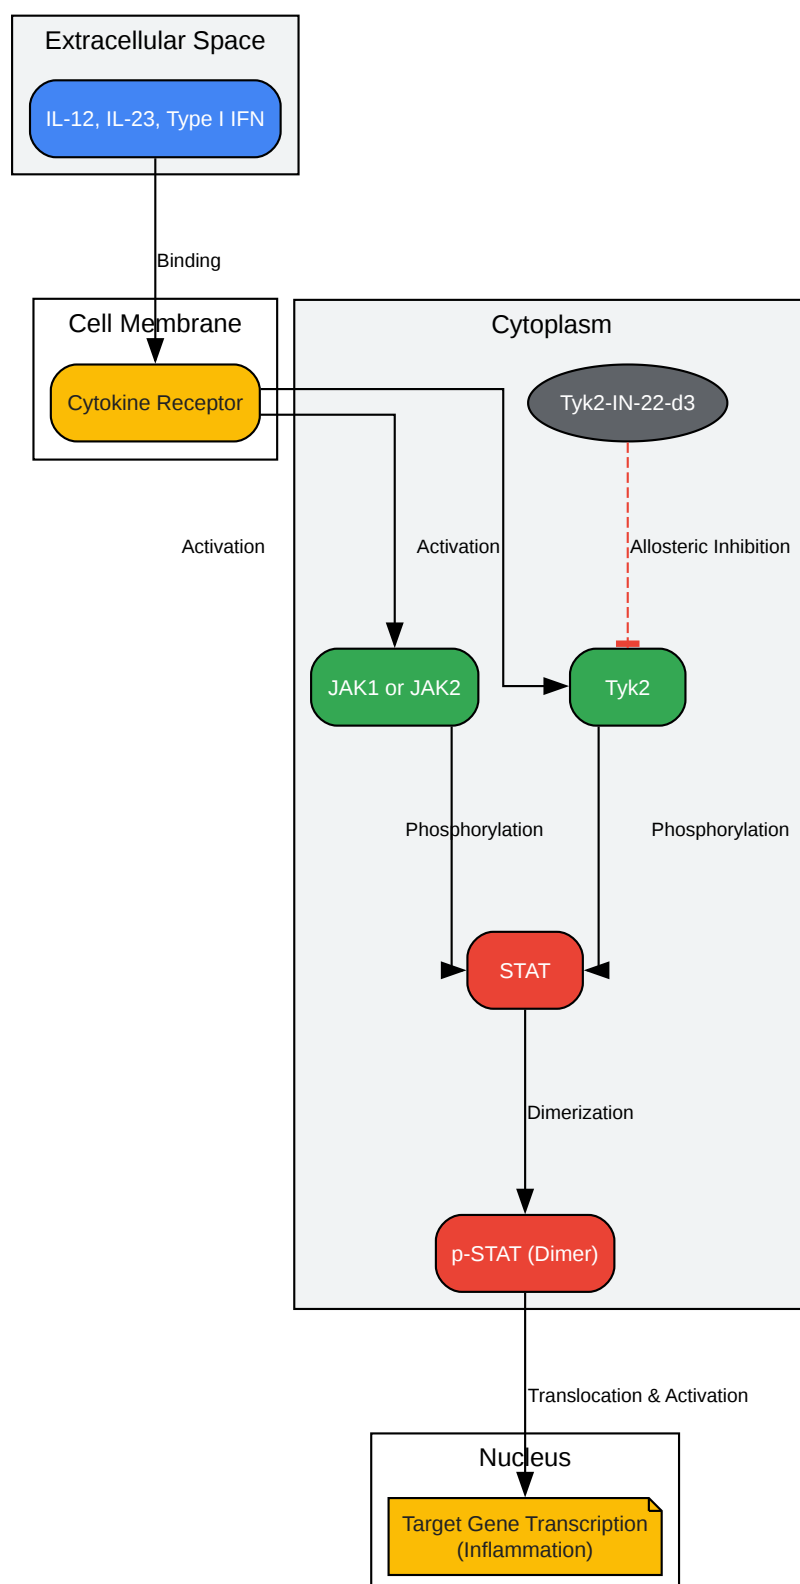 Extracellular Space
IL-12, IL-23, Type I IFN
Binding
Cell Membrane
Cytokine Receptor
Cytoplasm
Tyk2-IN-22-d3
Activation
Activation
Allosteric Inhibition
JAK1 or JAK2
Tyk2
Phosphorylation
Phosphorylation
STAT
Dimerization
p-STAT (Dimer)
Translocation & Activation
Nucleus
Target Gene Transcription
(Inflammation)